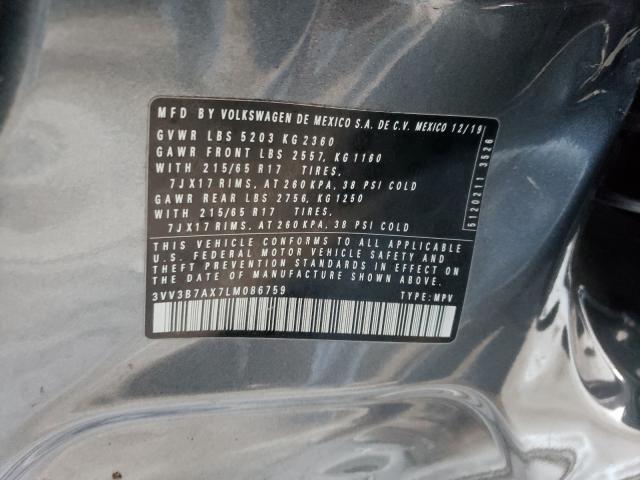 MFD BY VOLKSWAGEN DE MEXICO S.A. DE C.V. MEXICO 12/19
GVWR LBS 5203 KG 2360
GAWR FRONT LBS 2557, KG 1160
WITH 215/65 R17 TIRES,
7JX17 RIMS, AT 260 KPA, 38 PSI COLD
GAWR REAR LBS 2756, KG 1250
WITH 215/65 R17 TIRES,
7JX17 RIMS, AT 260 KPA, 38 PSI COLD
THIS VEHICLE CONFORMS TO ALL APPLICABLE
U.S. FEDERAL MOTOR VEHICLE SAFETY AND
THEFT PREVENTION STANDARDS IN EFFECT ON
THE DATE OF MANUFACTURE SHOWN ABOVE
3VV3B7AX7LM086759 TYPE: MPV
5120211 3526